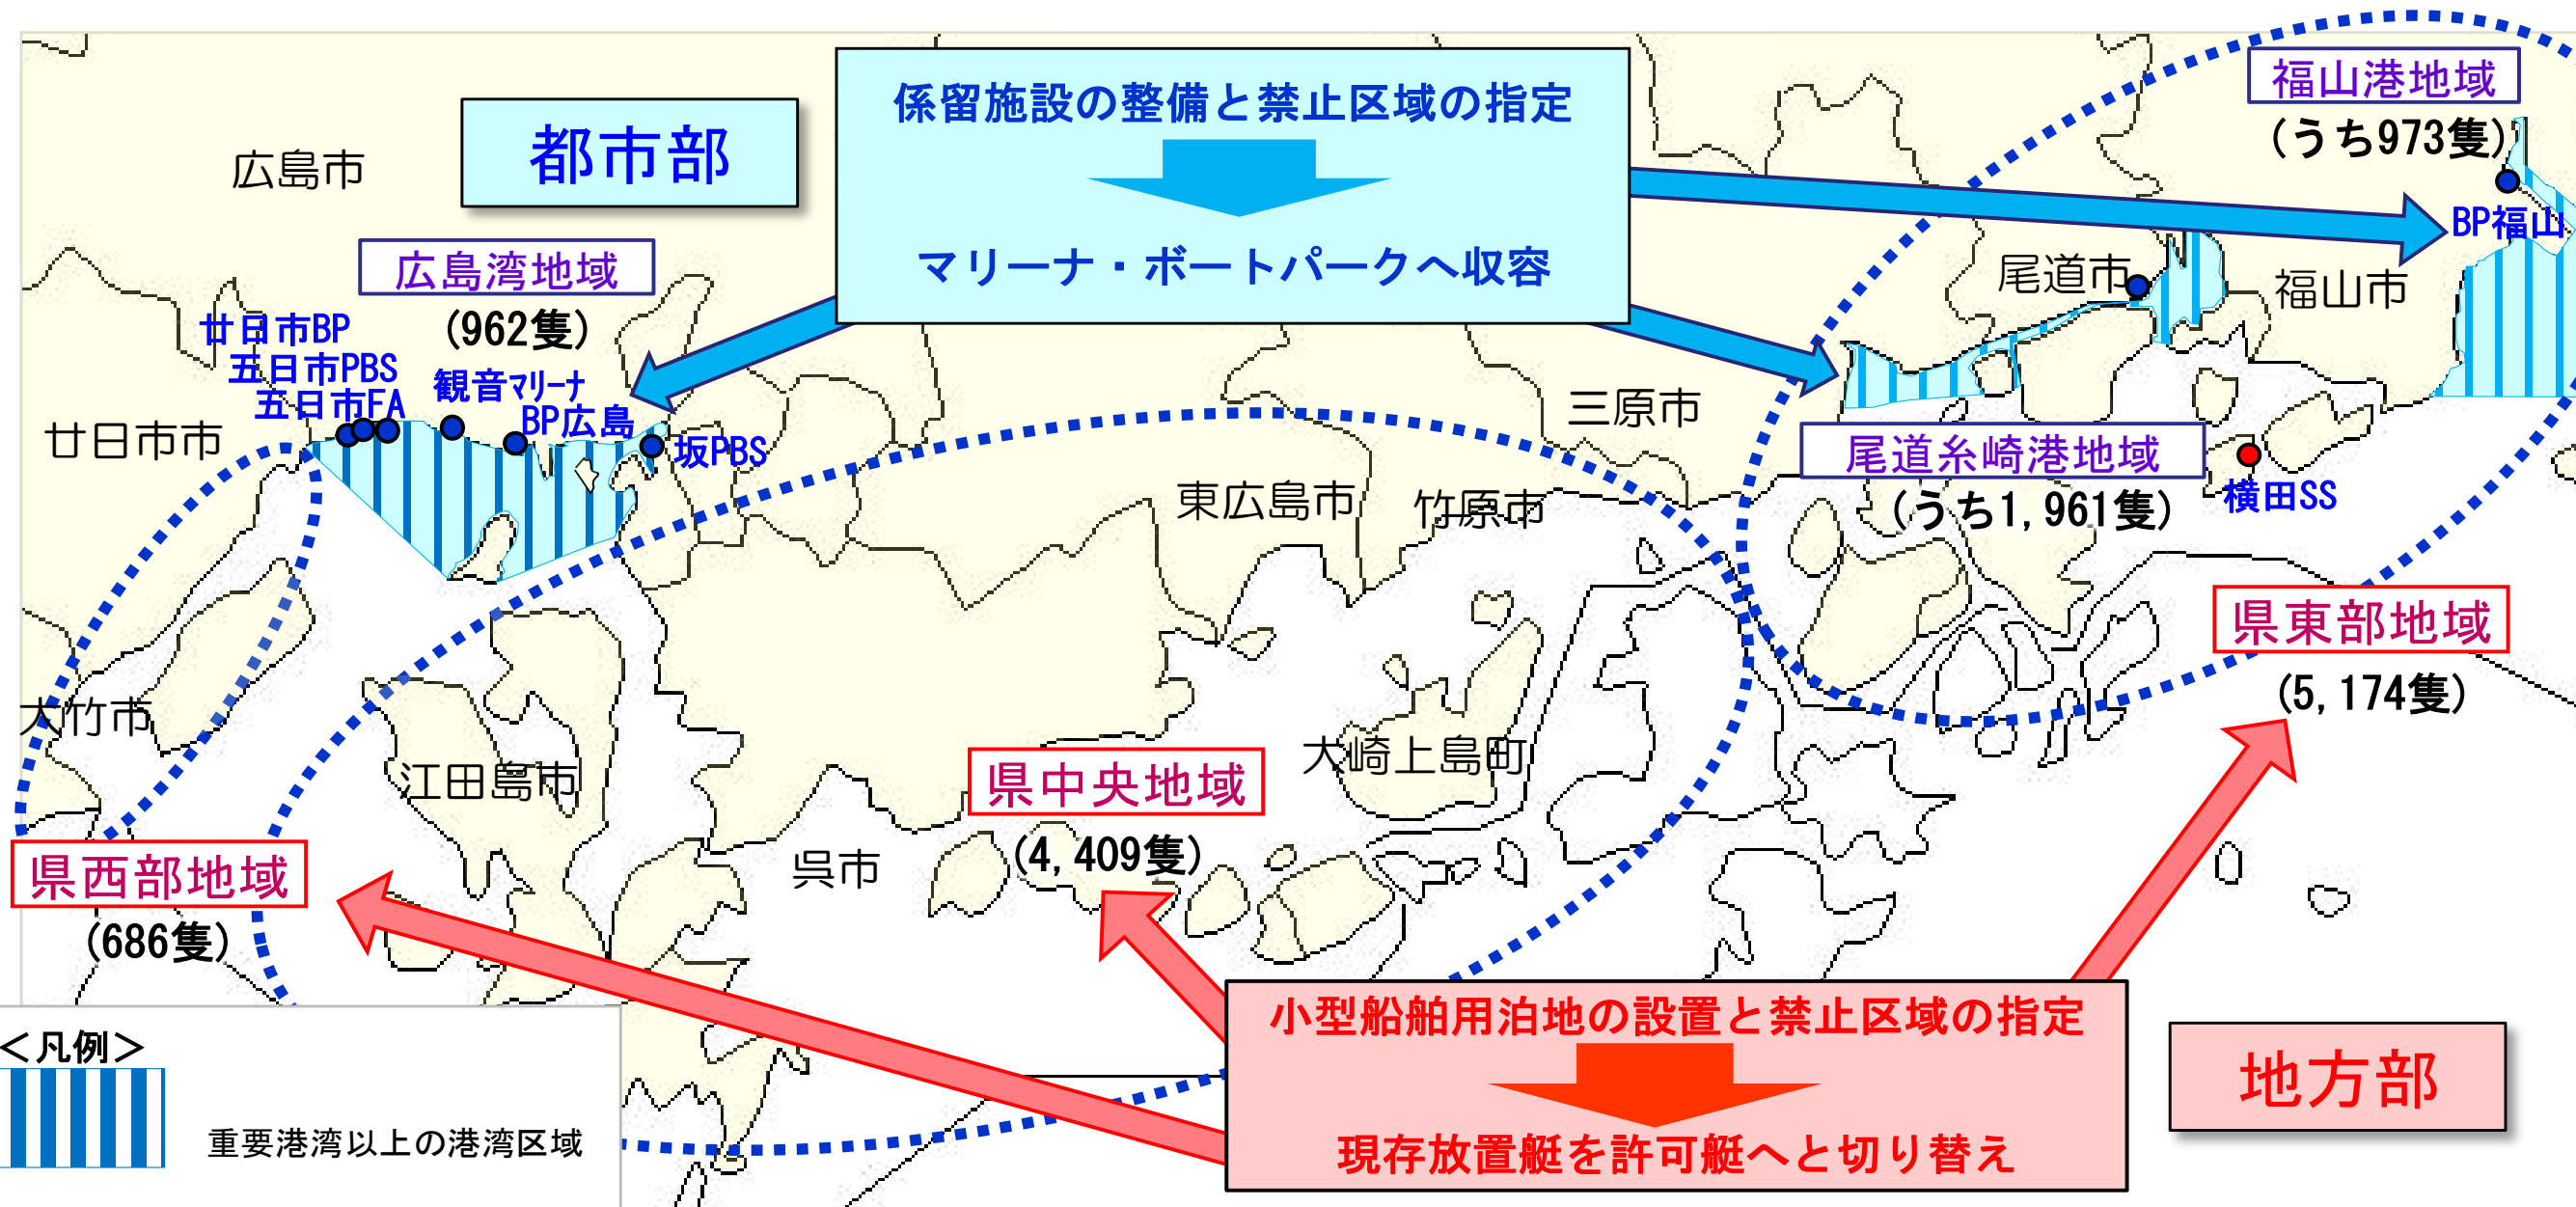 係留施設の整備と禁止区域の指定
マリーナ・ボートパークへ収容
都市部
広島市
福山港地域
(うち973隻)
BP福山
広島湾地域
(962隻)
廿日市BP
五日市PBS
五日市FA
観音マリーナ
BP広島
坂PBS
廿日市市
尾道市
福山市
三原市
尾道糸崎港地域
(うち1,961隻)
横田SS
東広島市
竹原市
県東部地域
(5,174隻)
大竹市
江田島市
県中央地域
(4,409隻)
大崎上島町
呉市
県西部地域
(686隻)
小型船舶用泊地の設置と禁止区域の指定
現存放置艇を許可艇へと切り替え
地方部
＜凡例＞
重要港湾以上の港湾区域